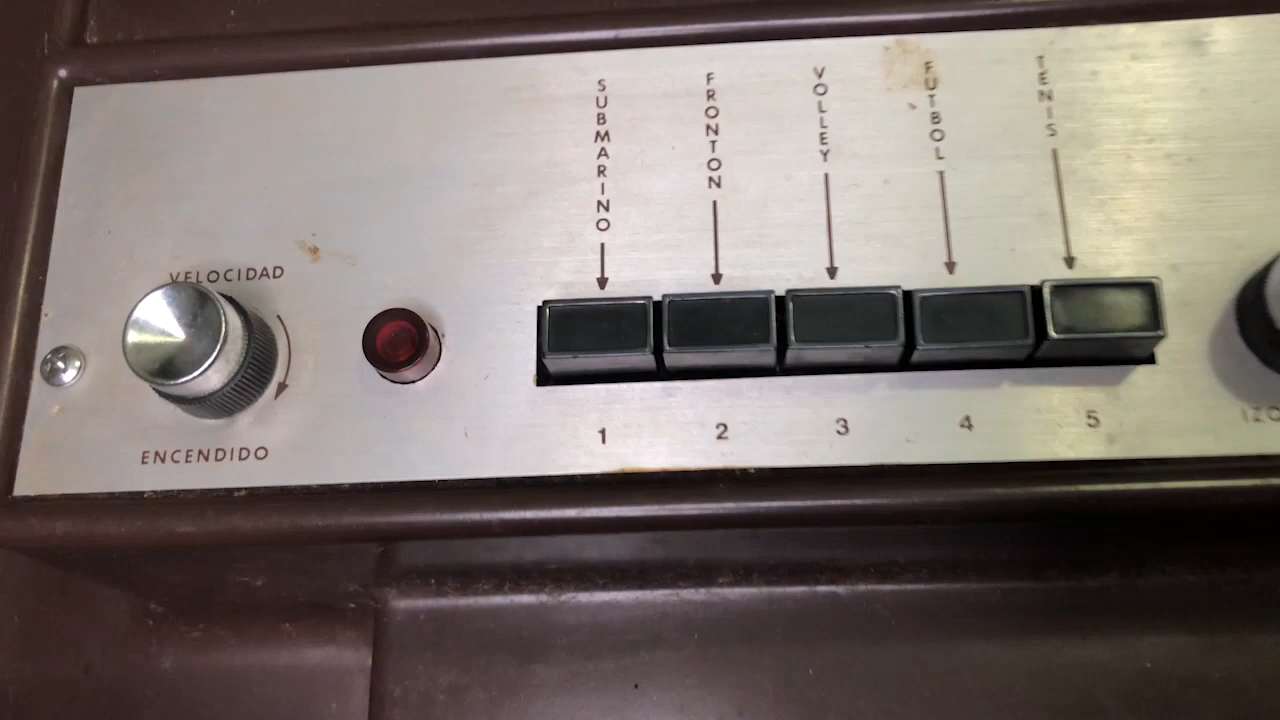 SUBMARINO
FRONTON
VOLLEY
FUTBOL
TENIS
VELOCIDAD
ENCENDIDO
1 2 3 4 5